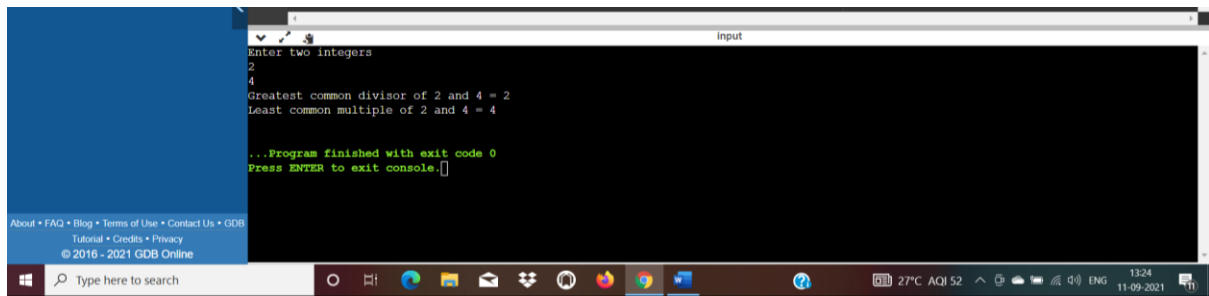 input
Enter two integers
2
4
Greatest common divisor of 2 and 4 = 2
Least common multiple of 2 and 4 = 4
...Program finished with exit code 0
Press ENTER to exit console.
About • FAQ • Blog • Terms of Use • Contact Us • GDB
Tutorial • Credits • Privacy
© 2016 - 2021 GDB Online
Type here to search
27°C AQI 52
ENG
13:24
11-09-2021
11